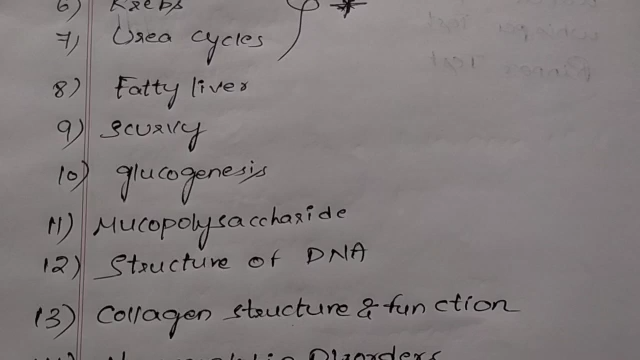 6) Krebs
7) Urea cycles
8) Fatty liver
9) Scurvy
10) glucogenesis
11) Mucopolysaccharide
12) Structure of DNA
13) Collagen structure & function
Disorders